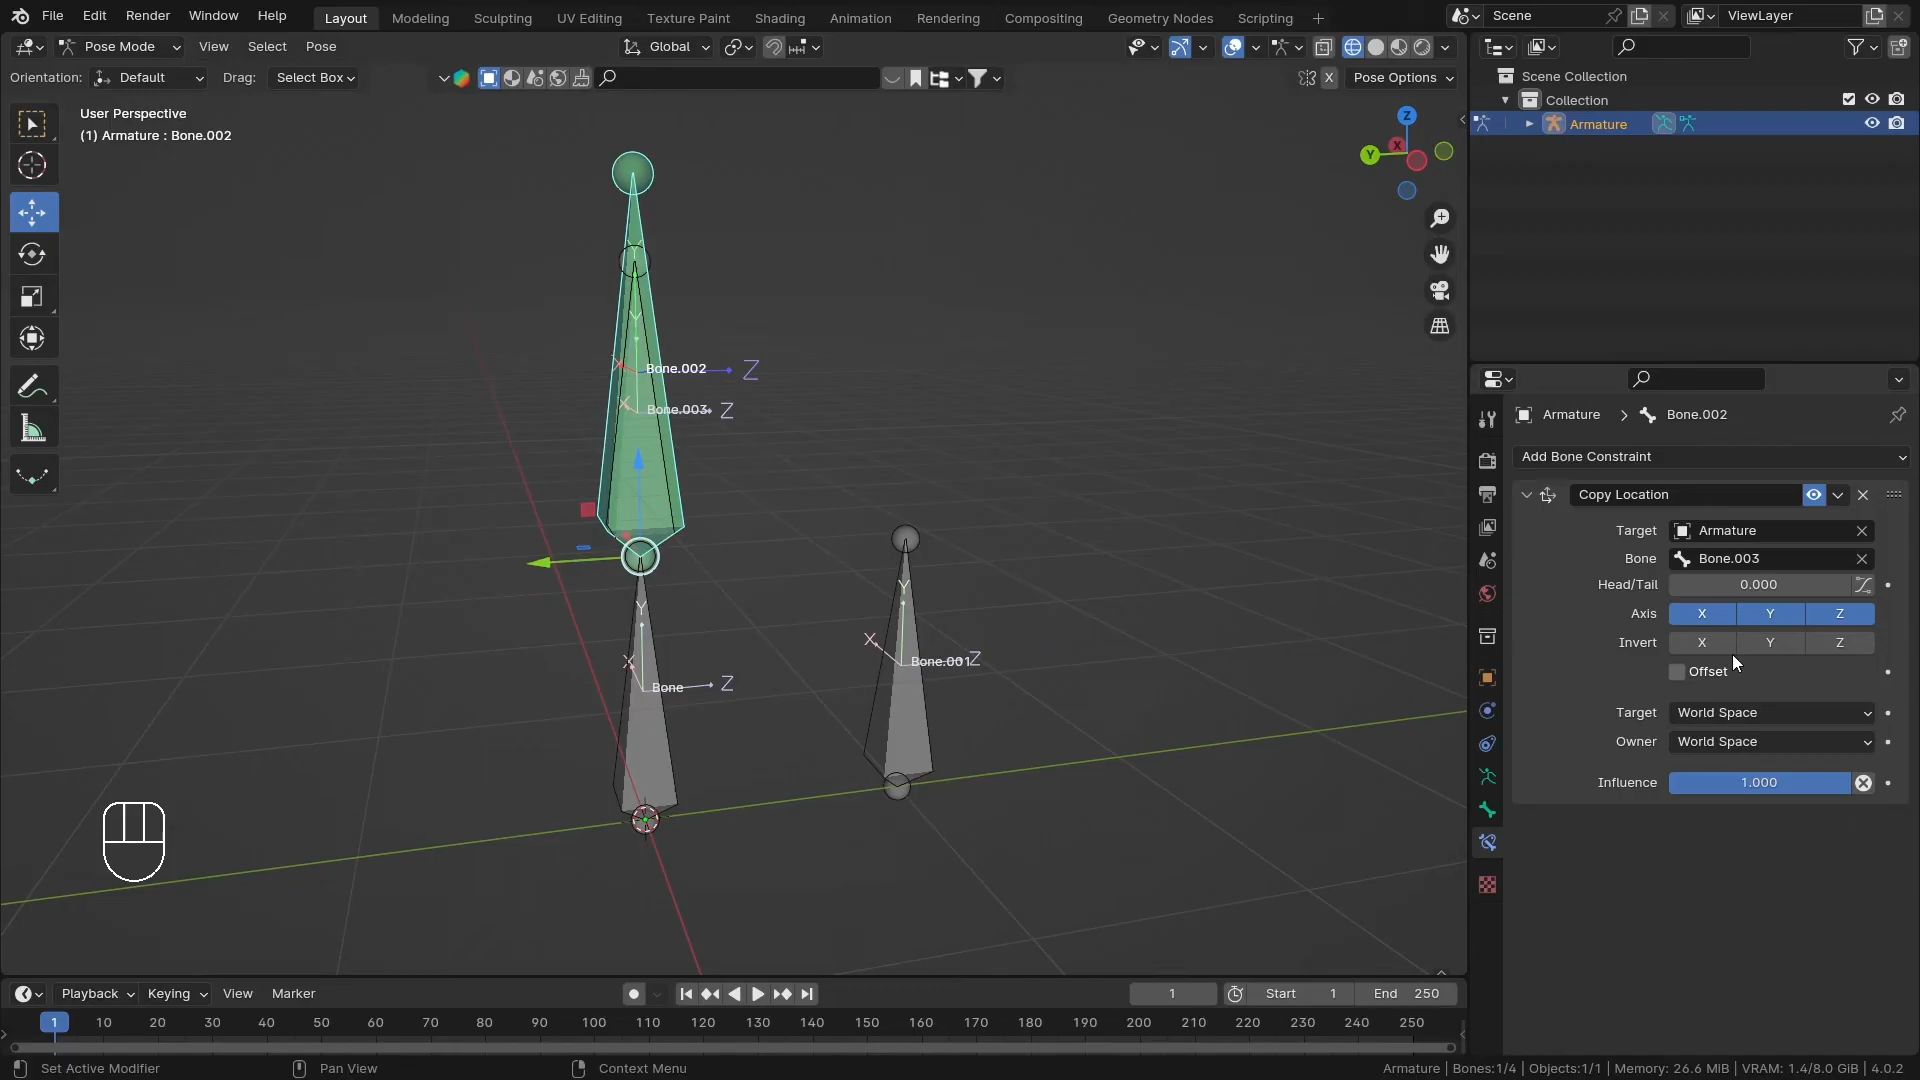 File Edit Render Window Help Layout Modeling Sculpting UV Editing Texture Paint Shading Animation Rendering Compositing Geometry Nodes Scripting + Scene ViewLayer
Pose Mode View Select Pose Global
Orientation: Default Drag: Select Box X Pose Options
User Perspective
(1) Armature : Bone.002
Z
X
Y
Y
Y
X
Bone.002
Z
X
Bone.003
Z
Y
X
Bone
Z
Y
X
Bone.001
Z
Scene Collection
Collection
Armature
Armature Bone.002
Add Bone Constraint
Copy Location
Target Armature
Bone Bone.003
Head/Tail 0.000
Axis X Y Z
Invert X Y Z
Offset
Target World Space
Owner World Space
Influence 1.000
Playback Keying View Marker 1 Start 1 End 250
1 10 20 30 40 50 60 70 80 90 100 110 120 130 140 150 160 170 180 190 200 210 220 230 240 250
Set Active Modifier Pan View Context Menu Armature | Bones:1/4 | Objects:1/1 | Memory: 26.6 MiB | VRAM: 1.4/8.0 GiB | 4.0.2